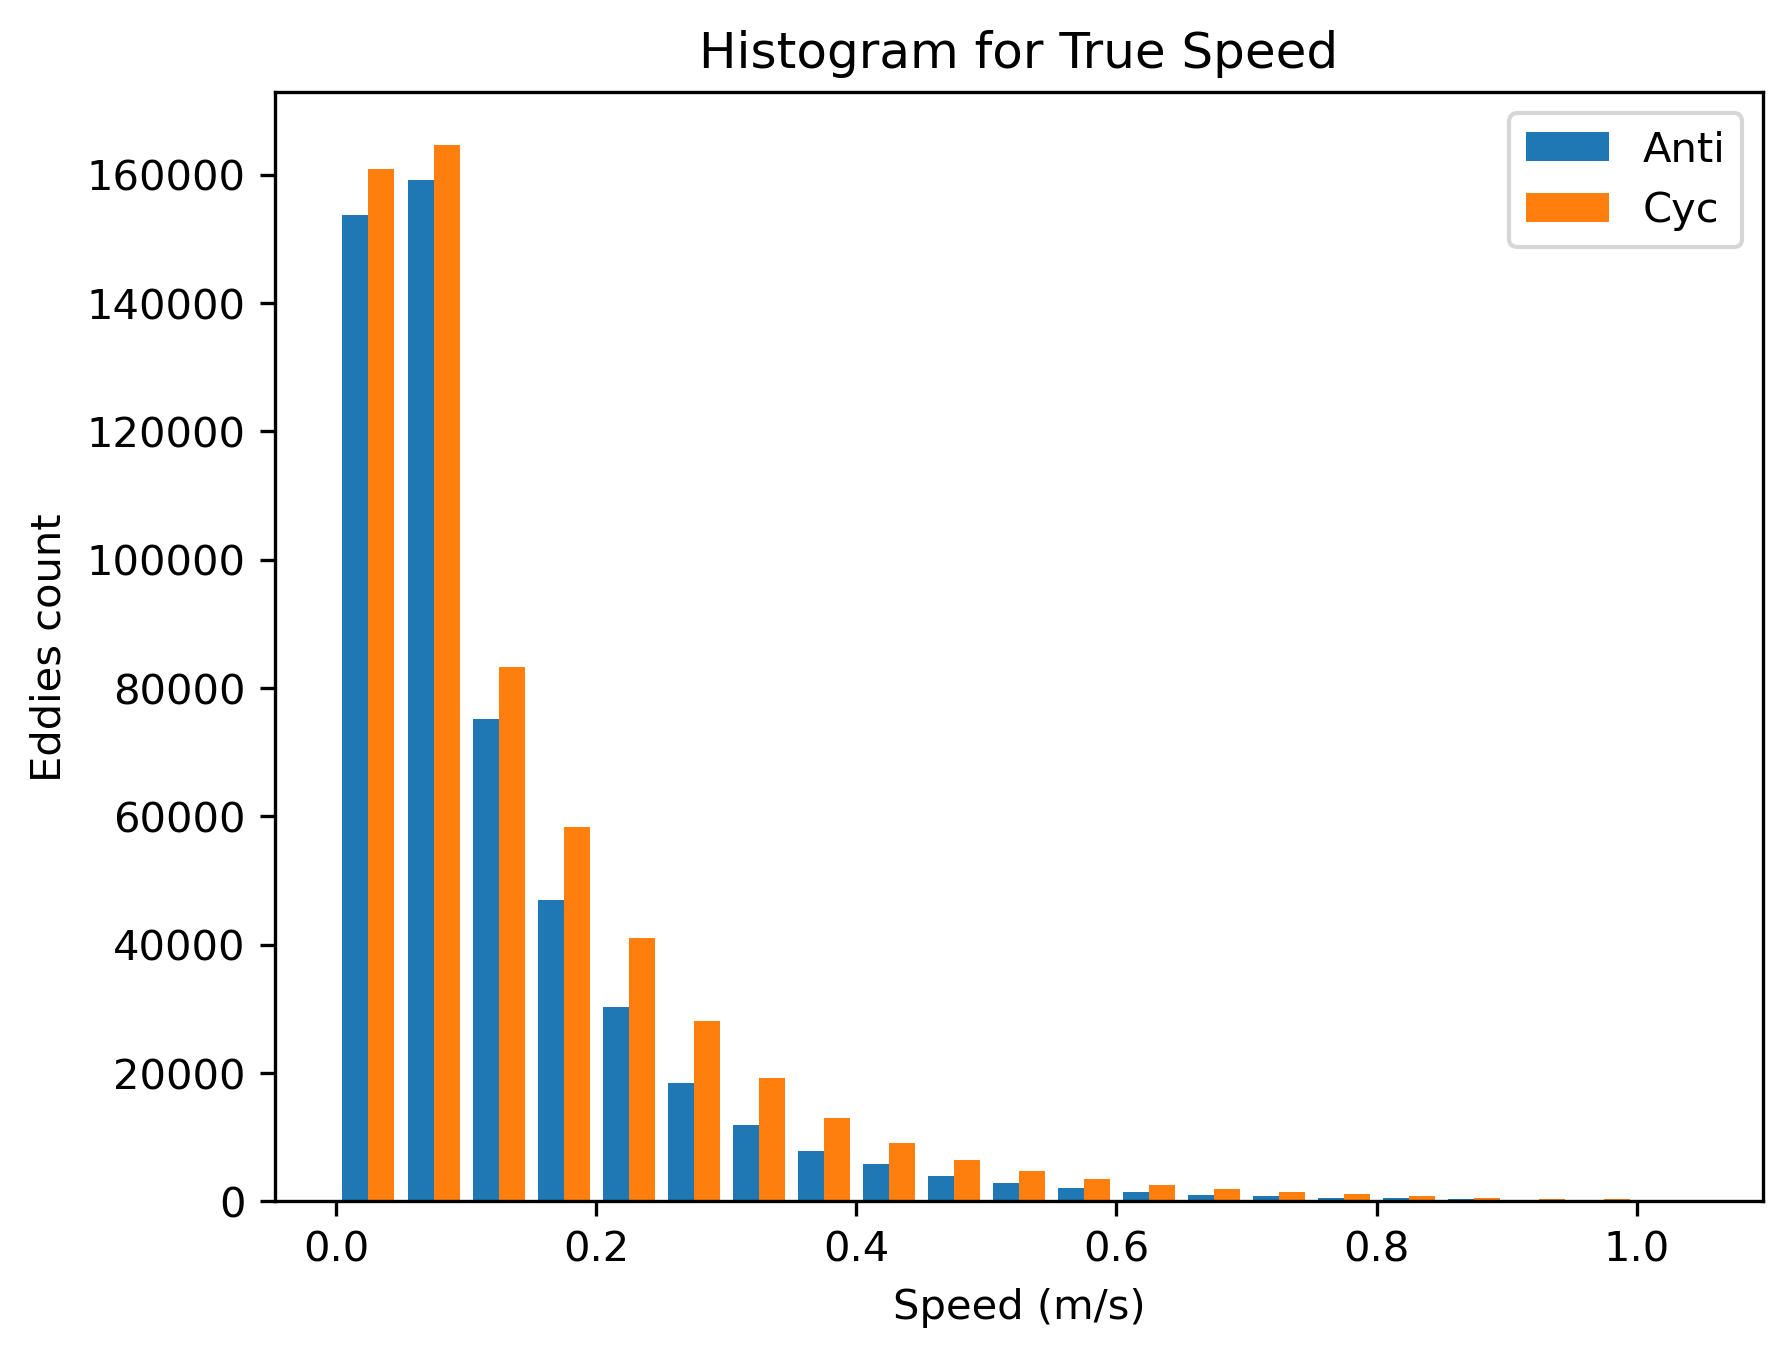 Histogram for True Speed
Anti
Cyc
Eddies count
160000
140000
120000
100000
80000
60000
40000
20000
0
0.0 0.2 0.4 0.6 0.8 1.0
Speed (m/s)